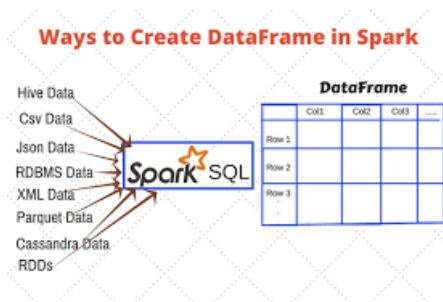 Ways to Create DataFrame in Spark
Hive Data
Csv Data
Json Data
RDBMS Data
XML Data
Parquet Data
Cassandra Data
RDDs
Spark SQL
DataFrame
Col1 Col2 Col3 .....
Row 1
Row 2
Row 3
.
.